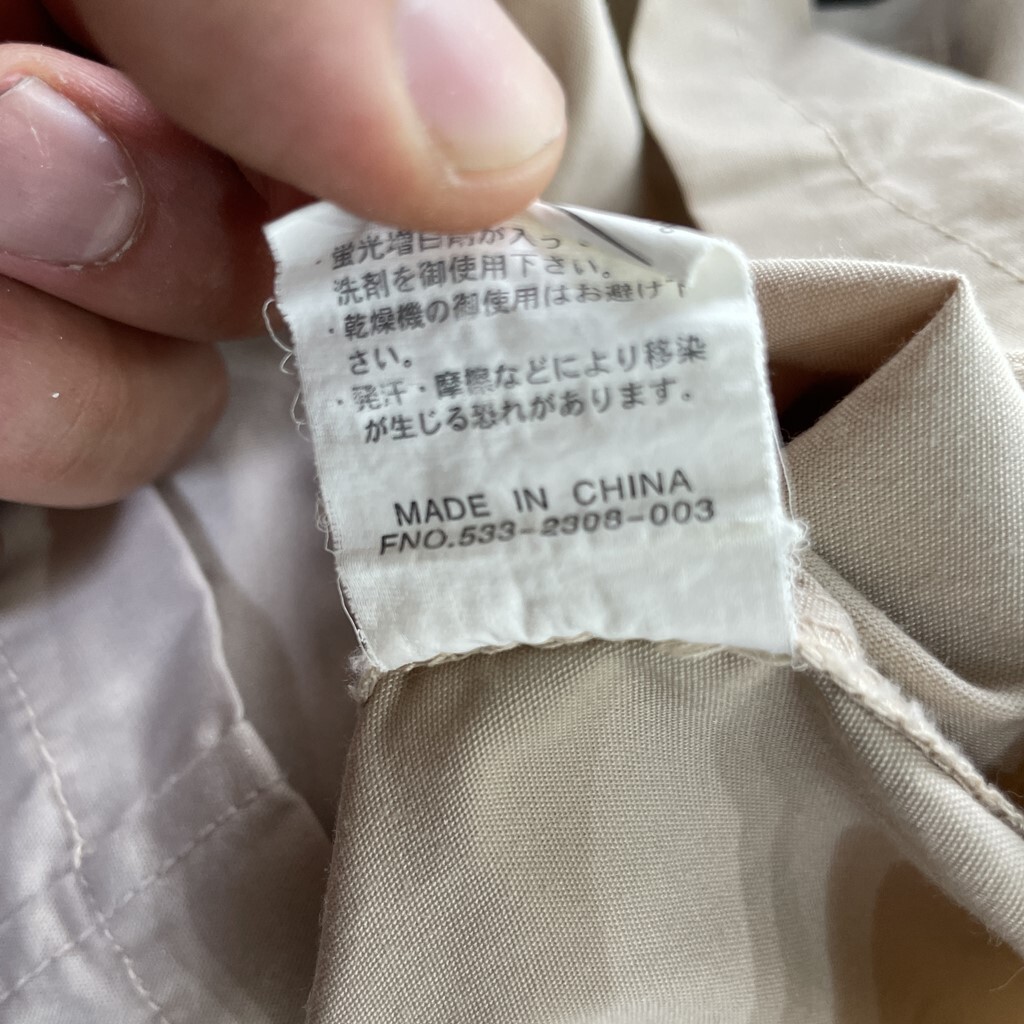 ・蛍光増白剤が入っ
洗剤を御使用下さい。
・乾燥機の御使用はお避け下
さい。
・発汗・摩擦などにより移染
が生じる恐れがあります。
MADE IN CHINA
FNO.533-2308-003